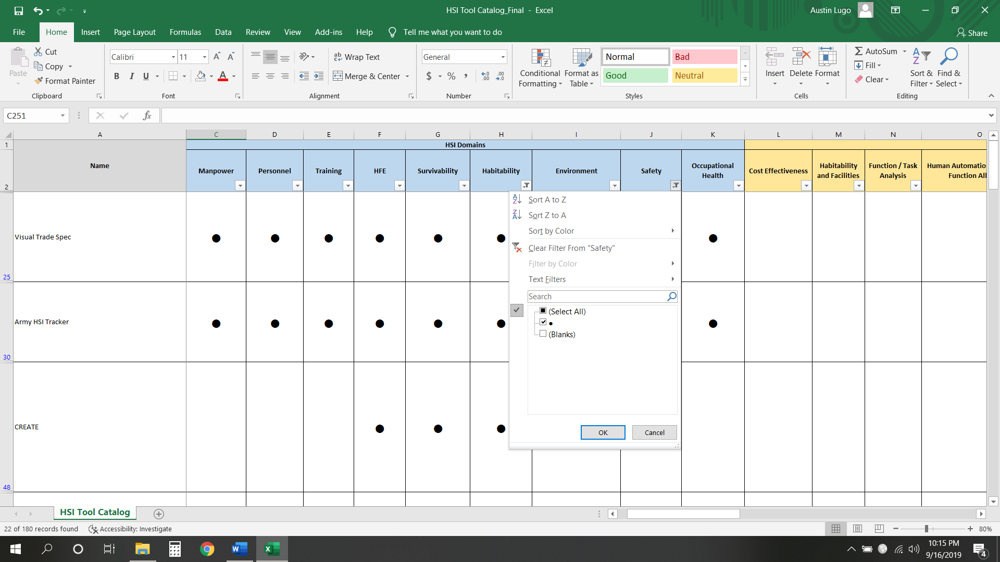 HSI Tool Catalog_Final - Excel
Austin Lugo
File Home Insert Page Layout Formulas Data Review View Add-ins Help Tell me what you want to do
Share
Paste
Cut
Copy
Format Painter
Clipboard
Calibri 11
B I U
Font
Wrap Text
Merge & Center
Alignment
General
$ % ,
Number
Conditional Formatting
Format as Table
Normal Bad
Good Neutral
Styles
Insert Delete Format
Cells
AutoSum
Fill
Clear
Sort & Filter
Find & Select
Editing
C251
fx
A C D E F G H I J K L M N O
1 HSI Domains
2 Name Manpower Personnel Training HFE Survivability Habitability Environment Safety Occupational Health Cost Effectiveness Habitability and Facilities Function / Task Analysis Human Automatio Function All
Sort A to Z
Sort Z to A
Sort by Color
Clear Filter From "Safety"
Filter by Color
Text Filters
Search
(Select All)
●
(Blanks)
OK Cancel
Visual Trade Spec ● ● ● ● ● ● ●
25
Army HSI Tracker ● ● ● ● ● ● ●
30
CREATE ● ● ●
48
HSI Tool Catalog
22 of 180 records found Accessibility: Investigate
80%
10:15 PM
9/16/2019
4